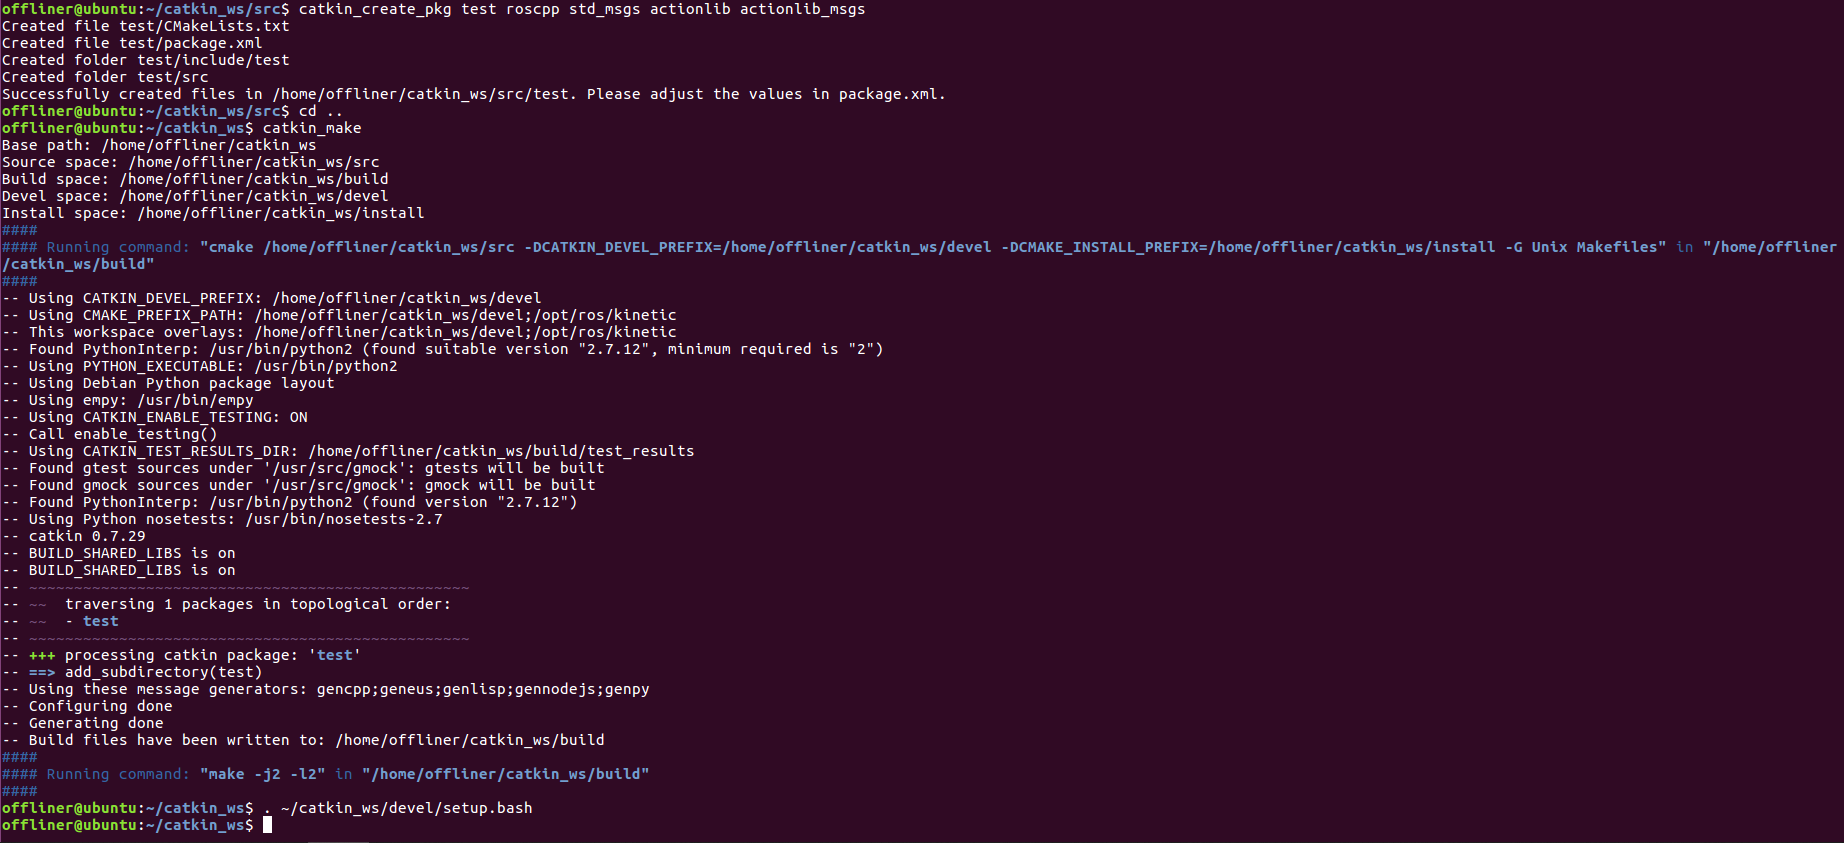 offliner@ubuntu:~/catkin_ws/src$ catkin_create_pkg test roscpp std_msgs actionlib actionlib_msgs
Created file test/CMakeLists.txt
Created file test/package.xml
Created folder test/include/test
Created folder test/src
Successfully created files in /home/offliner/catkin_ws/src/test. Please adjust the values in package.xml.
offliner@ubuntu:~/catkin_ws/src$ cd ..
offliner@ubuntu:~/catkin_ws$ catkin_make
Base path: /home/offliner/catkin_ws
Source space: /home/offliner/catkin_ws/src
Build space: /home/offliner/catkin_ws/build
Devel space: /home/offliner/catkin_ws/devel
Install space: /home/offliner/catkin_ws/install
####
#### Running command: "cmake /home/offliner/catkin_ws/src -DCATKIN_DEVEL_PREFIX=/home/offliner/catkin_ws/devel -DCMAKE_INSTALL_PREFIX=/home/offliner/catkin_ws/install -G Unix Makefiles" in "/home/offliner
/catkin_ws/build"
####
-- Using CATKIN_DEVEL_PREFIX: /home/offliner/catkin_ws/devel
-- Using CMAKE_PREFIX_PATH: /home/offliner/catkin_ws/devel;/opt/ros/kinetic
-- This workspace overlays: /home/offliner/catkin_ws/devel;/opt/ros/kinetic
-- Found PythonInterp: /usr/bin/python2 (found suitable version "2.7.12", minimum required is "2")
-- Using PYTHON_EXECUTABLE: /usr/bin/python2
-- Using Debian Python package layout
-- Using empy: /usr/bin/empy
-- Using CATKIN_ENABLE_TESTING: ON
-- Call enable_testing()
-- Using CATKIN_TEST_RESULTS_DIR: /home/offliner/catkin_ws/build/test_results
-- Found gtest sources under '/usr/src/gmock': gtests will be built
-- Found gmock sources under '/usr/src/gmock': gmock will be built
-- Found PythonInterp: /usr/bin/python2 (found version "2.7.12")
-- Using Python nosetests: /usr/bin/nosetests-2.7
-- catkin 0.7.29
-- BUILD_SHARED_LIBS is on
-- BUILD_SHARED_LIBS is on
-- ~~~~~~~~~~~~~~~~~~~~~~~~~~~~~~~~~~~~~~~~~~~~~~~~~
-- ~~  traversing 1 packages in topological order:
-- ~~  - test
-- ~~~~~~~~~~~~~~~~~~~~~~~~~~~~~~~~~~~~~~~~~~~~~~~~~
-- +++ processing catkin package: 'test'
-- ==> add_subdirectory(test)
-- Using these message generators: gencpp;geneus;genlisp;gennodejs;genpy
-- Configuring done
-- Generating done
-- Build files have been written to: /home/offliner/catkin_ws/build
####
#### Running command: "make -j2 -l2" in "/home/offliner/catkin_ws/build"
####
offliner@ubuntu:~/catkin_ws$ . ~/catkin_ws/devel/setup.bash
offliner@ubuntu:~/catkin_ws$